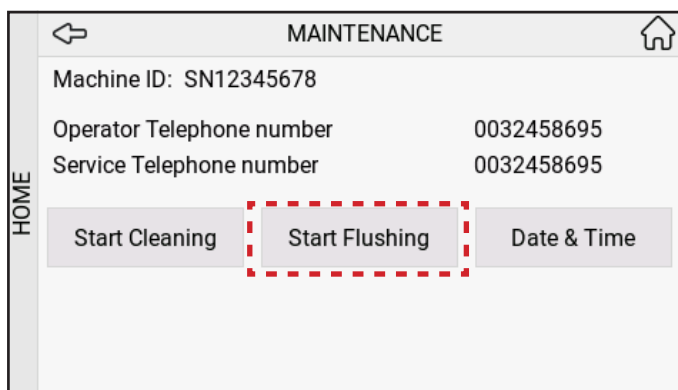 MAINTENANCE
Machine ID: SN12345678
Operator Telephone number 0032458695
Service Telephone number 0032458695
HOME
Start Cleaning Start Flushing Date & Time